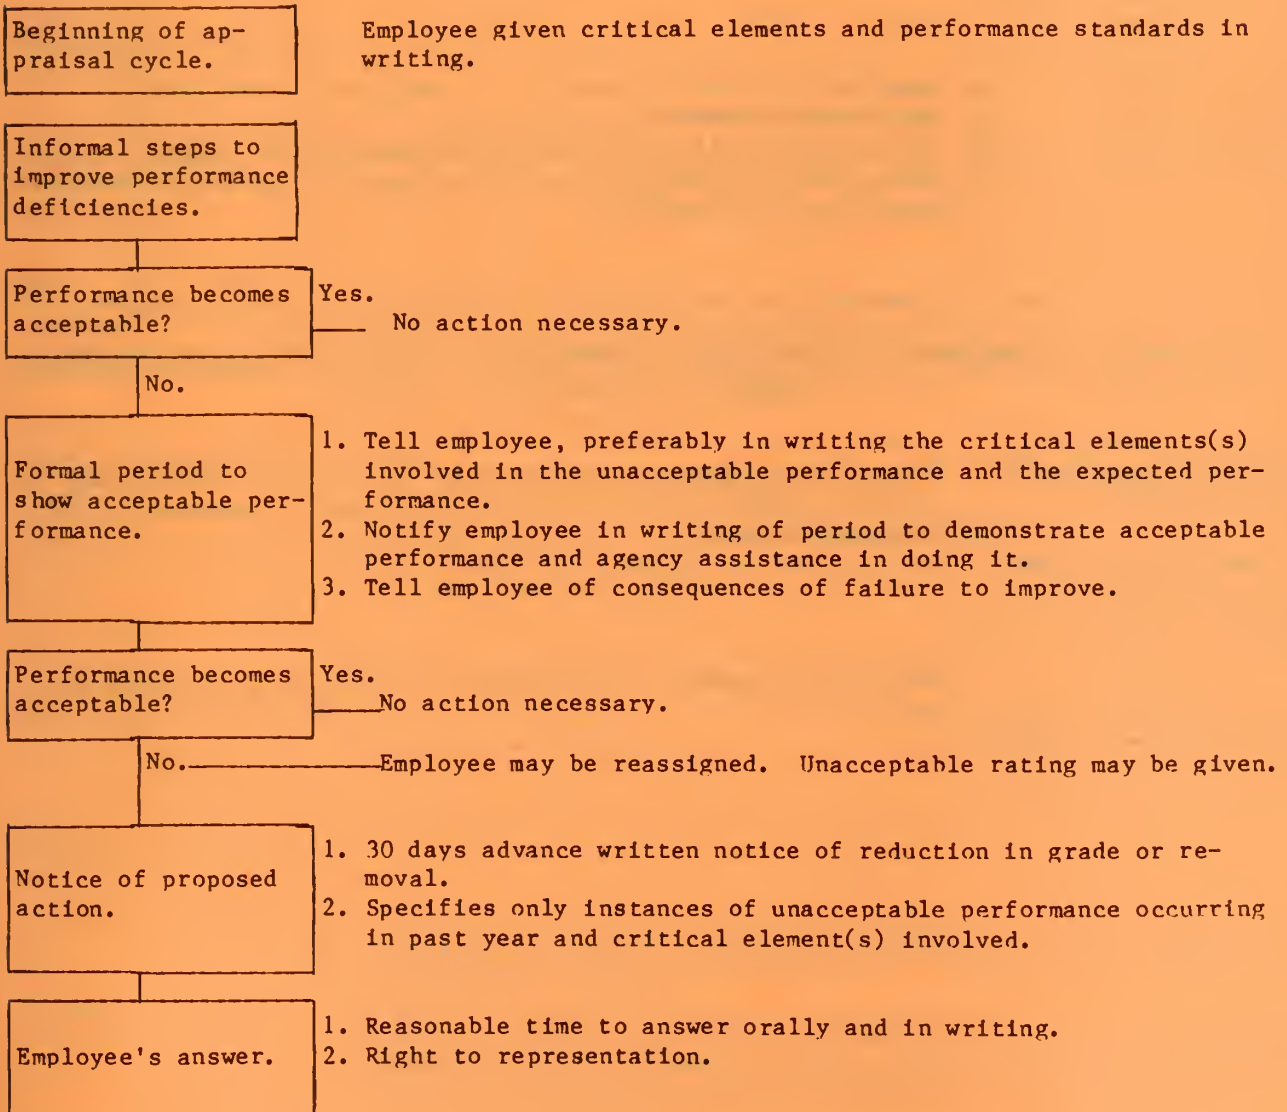 Beginning of ap-
praisal cycle.
Employee given critical elements and performance standards in
writing.
Informal steps to
improve performance
deficiencies.
Performance becomes
acceptable?
Yes.
No action necessary.
No.
Formal period to
show acceptable per-
formance.
1. Tell employee, preferably in writing the critical elements(s)
involved in the unacceptable performance and the expected per-
formance.
2. Notify employee in writing of period to demonstrate acceptable
performance and agency assistance in doing it.
3. Tell employee of consequences of failure to improve.
Performance becomes
acceptable?
Yes.
No action necessary.
No.
Employee may be reassigned. Unacceptable rating may be given.
Notice of proposed
action.
1. 30 days advance written notice of reduction in grade or re-
moval.
2. Specifies only instances of unacceptable performance occurring
in past year and critical element(s) involved.
Employee's answer.
1. Reasonable time to answer orally and in writing.
2. Right to representation.